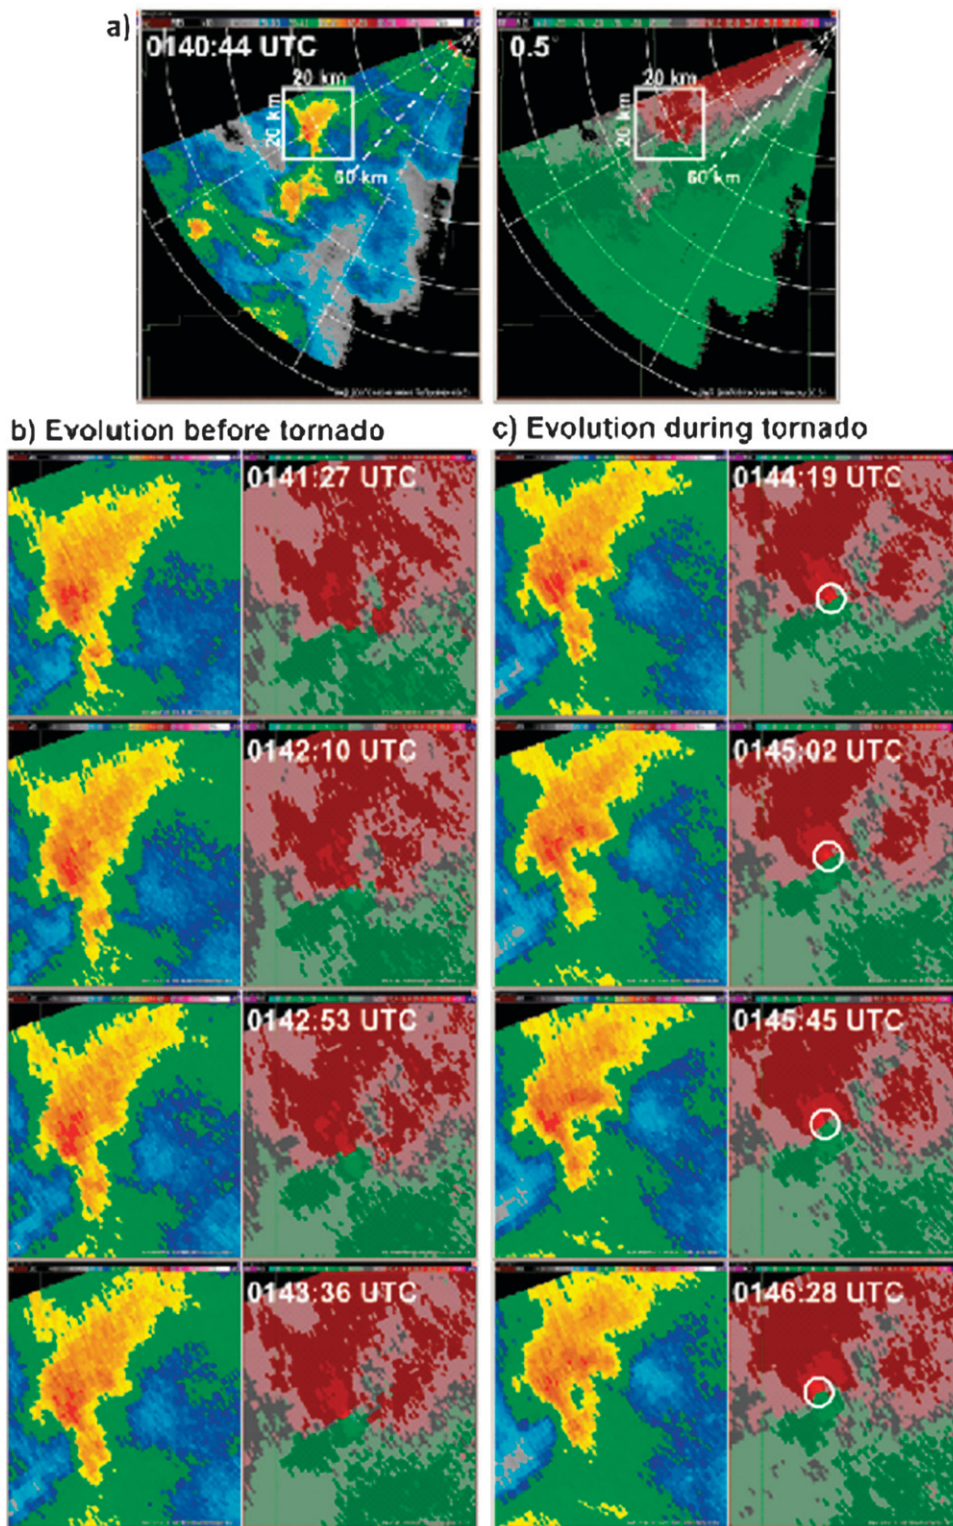 a)
0140:44 UTC
0.5°
20 km
20 km
60 km
20 km
20 km
60 km
b) Evolution before tornado
c) Evolution during tornado
0141:27 UTC
0144:19 UTC
0142:10 UTC
0145:02 UTC
0142:53 UTC
0145:45 UTC
0143:36 UTC
0146:28 UTC